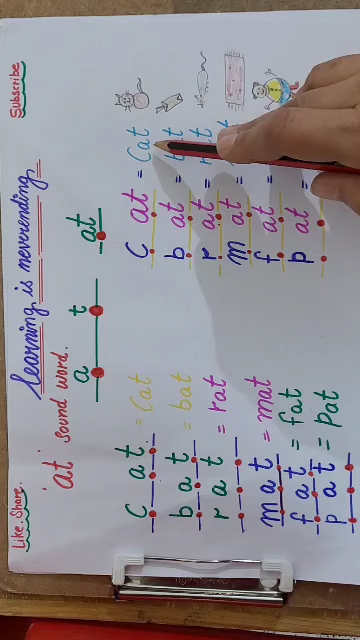 Like. Share. Subscribe
learning is neverending
'at' sound word.
a t at
c a t = Cat
b a t = bat
r a t = rat
m a t = mat
f a t = fat
p a t = Pat
C at = Cat
b at =
r at =
m at =
f at =
p at